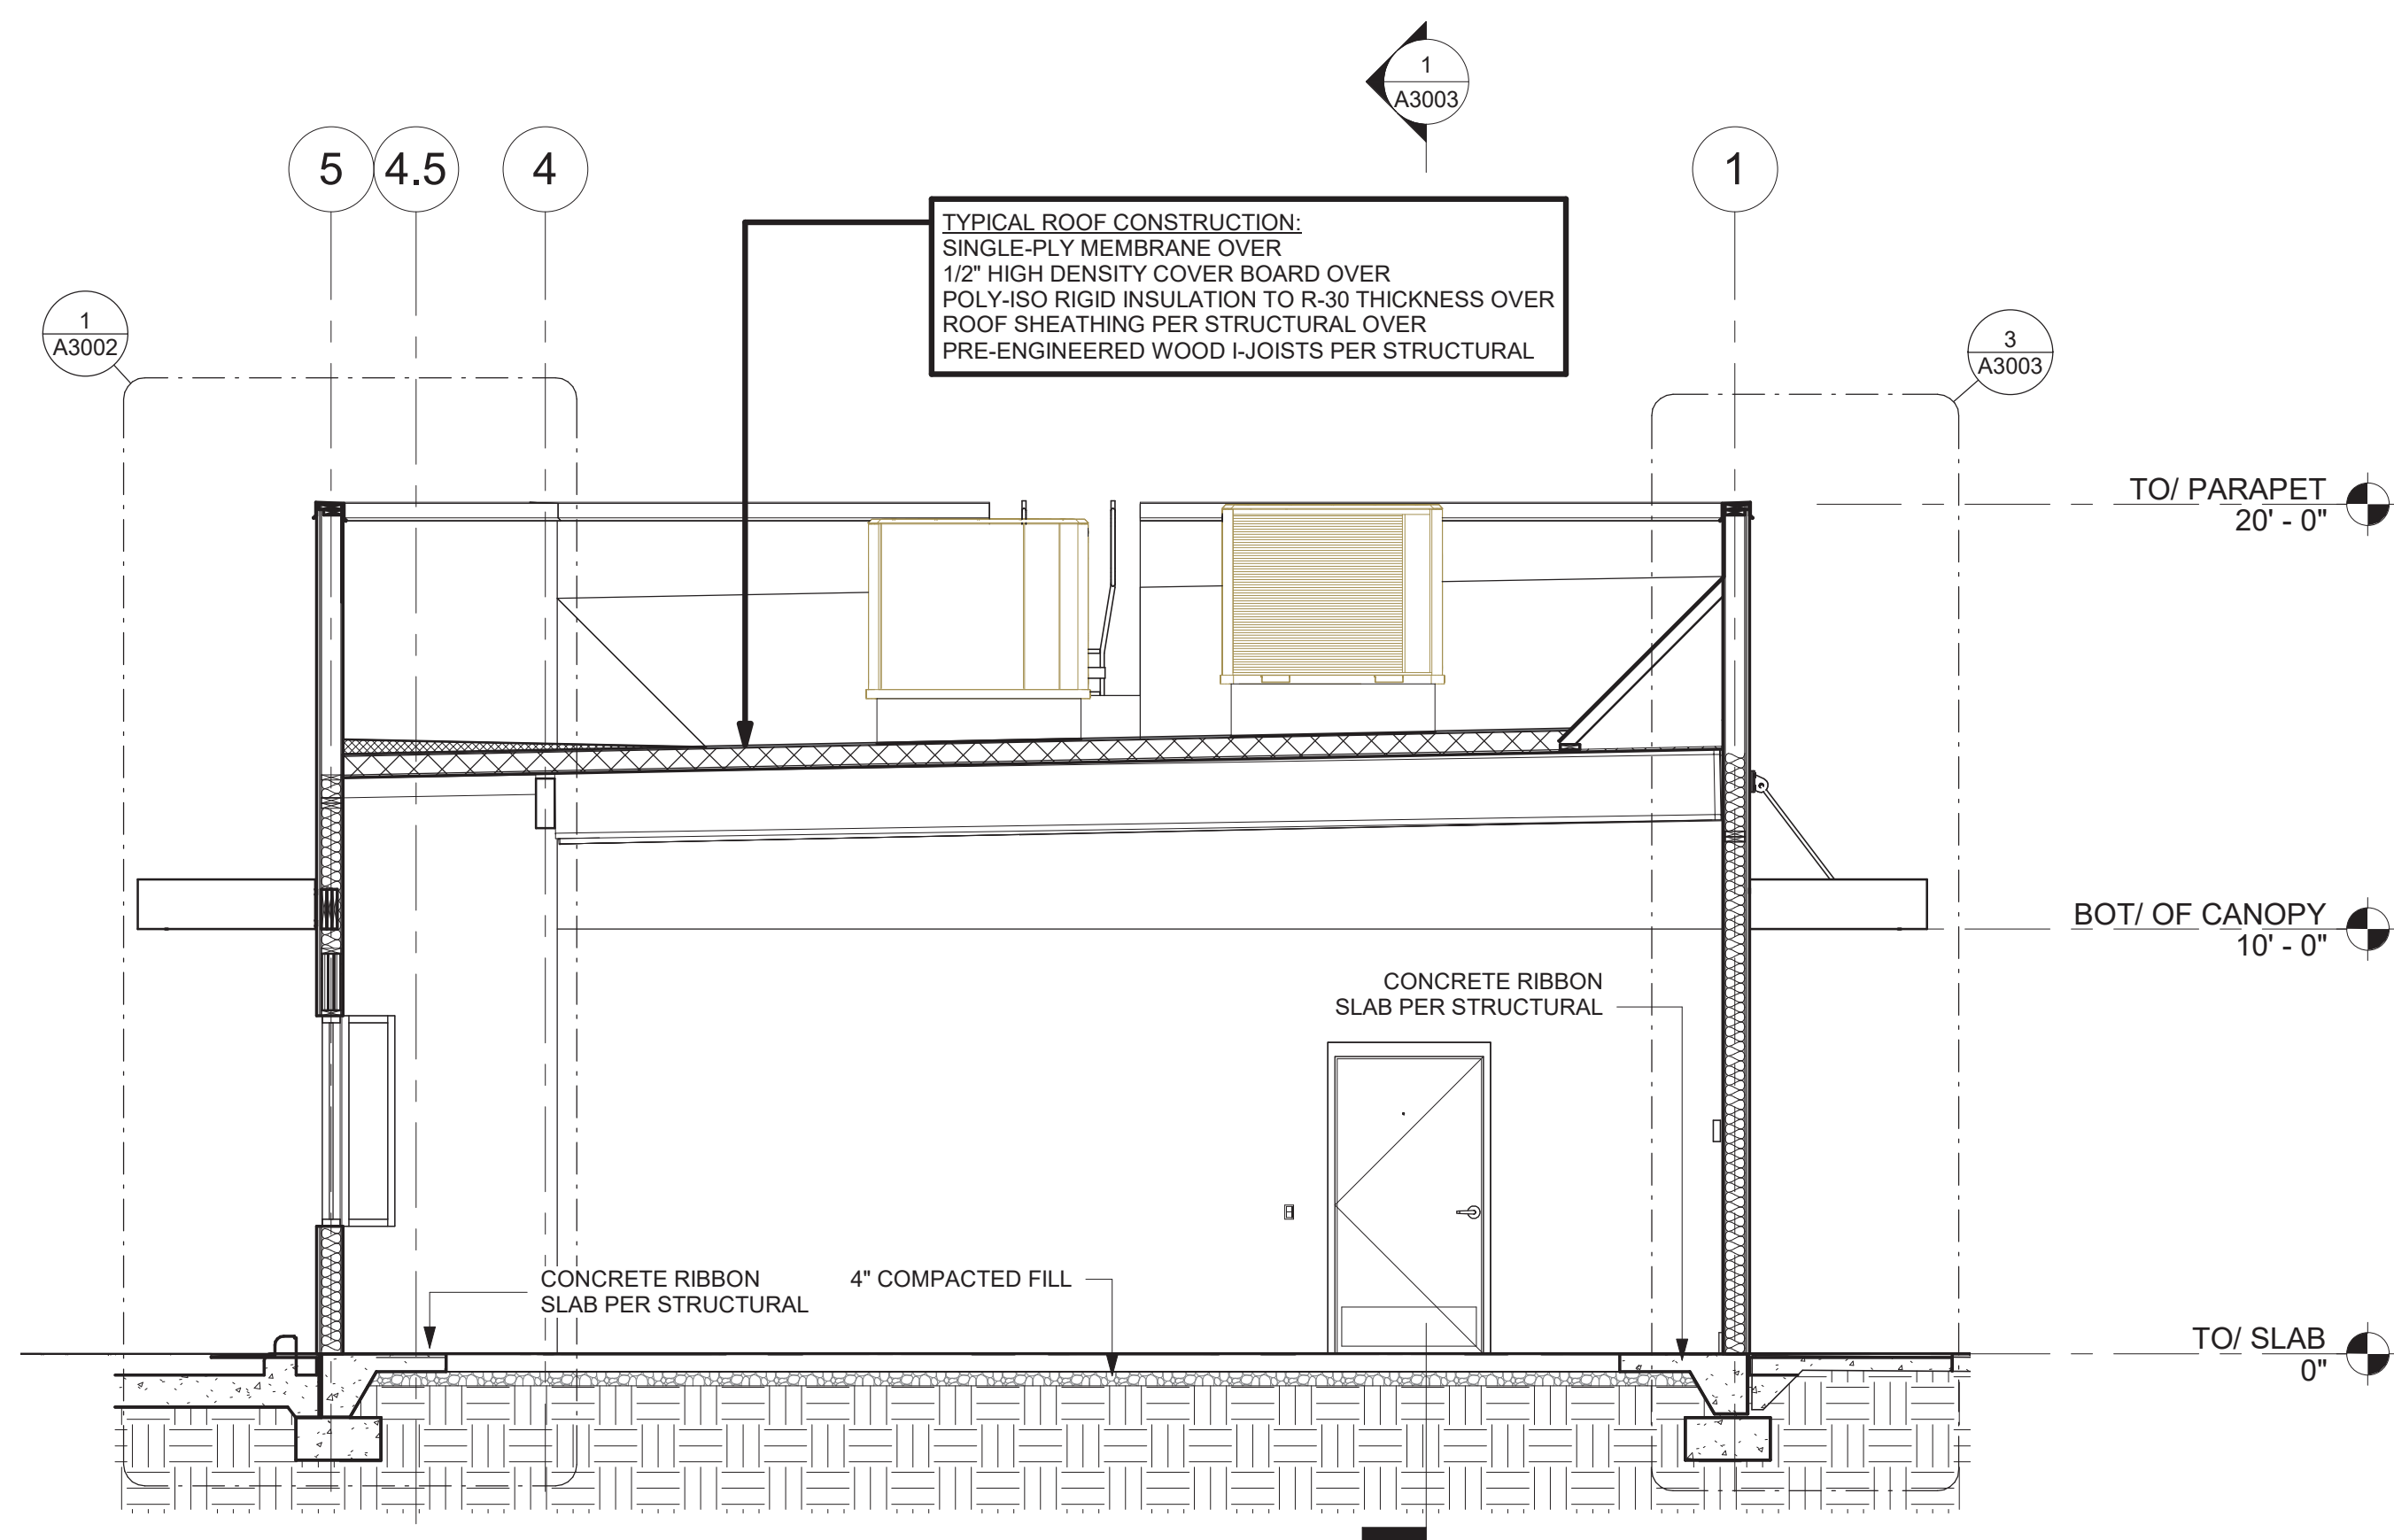 1
A3003
5
4.5
4
1
TYPICAL ROOF CONSTRUCTION:
SINGLE-PLY MEMBRANE OVER
1/2" HIGH DENSITY COVER BOARD OVER
POLY-ISO RIGID INSULATION TO R-30 THICKNESS OVER
ROOF SHEATHING PER STRUCTURAL OVER
PRE-ENGINEERED WOOD I-JOISTS PER STRUCTURAL
1
A3002
3
A3003
TO/ PARAPET
20' - 0"
BOT/ OF CANOPY
10' - 0"
CONCRETE RIBBON
SLAB PER STRUCTURAL
CONCRETE RIBBON
SLAB PER STRUCTURAL
4" COMPACTED FILL
TO/ SLAB
0"